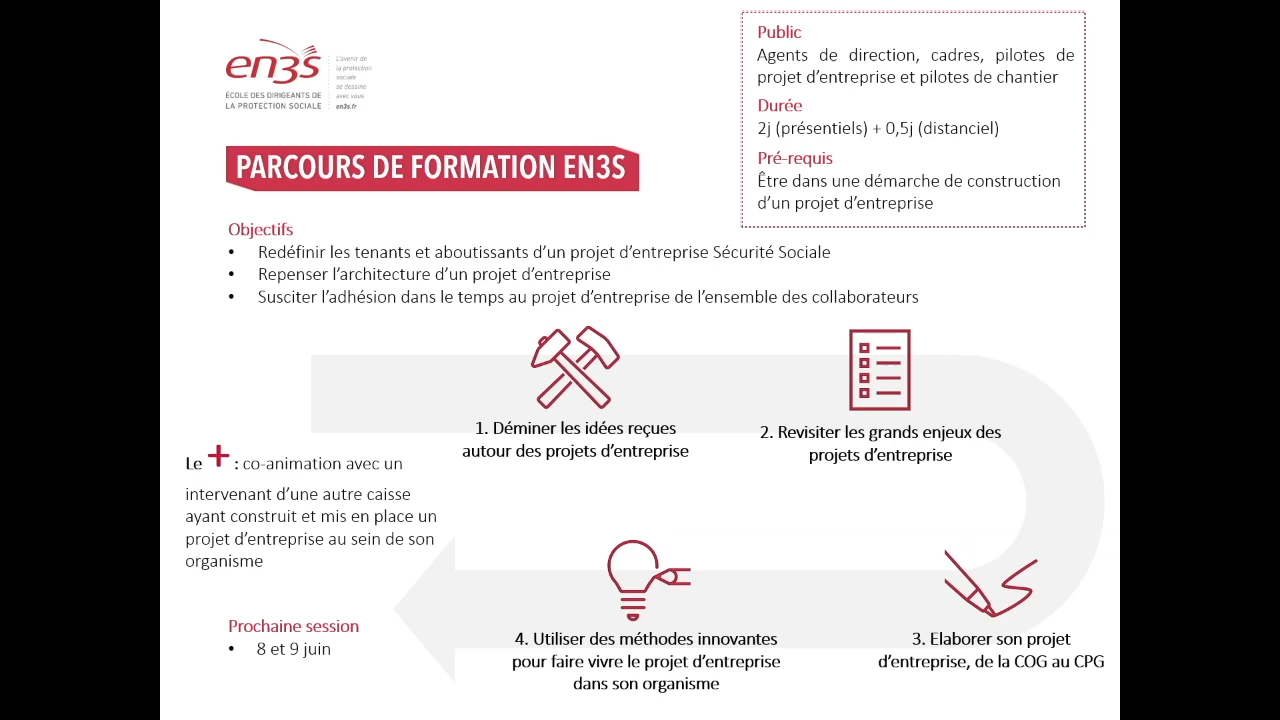 en3s
ÉCOLE DES DIRIGEANTS DE
LA PROTECTION SOCIALE
L'avenir de
la protection
sociale
se dessine
avec vous
en3s.fr
Public
Agents de direction, cadres, pilotes de
projet d'entreprise et pilotes de chantier
Durée
2j (présentiels) + 0,5j (distanciel)
Pré-requis
Être dans une démarche de construction
d'un projet d'entreprise
PARCOURS DE FORMATION EN3S
Objectifs
• Redéfinir les tenants et aboutissants d'un projet d'entreprise Sécurité Sociale
• Repenser l'architecture d'un projet d'entreprise
• Susciter l'adhésion dans le temps au projet d'entreprise de l'ensemble des collaborateurs
1. Déminer les idées reçues
autour des projets d'entreprise
2. Revisiter les grands enjeux des
projets d'entreprise
Le + : co-animation avec un
intervenant d'une autre caisse
ayant construit et mis en place un
projet d'entreprise au sein de son
organisme
3. Elaborer son projet
d'entreprise, de la COG au CPG
4. Utiliser des méthodes innovantes
pour faire vivre le projet d'entreprise
dans son organisme
Prochaine session
• 8 et 9 juin